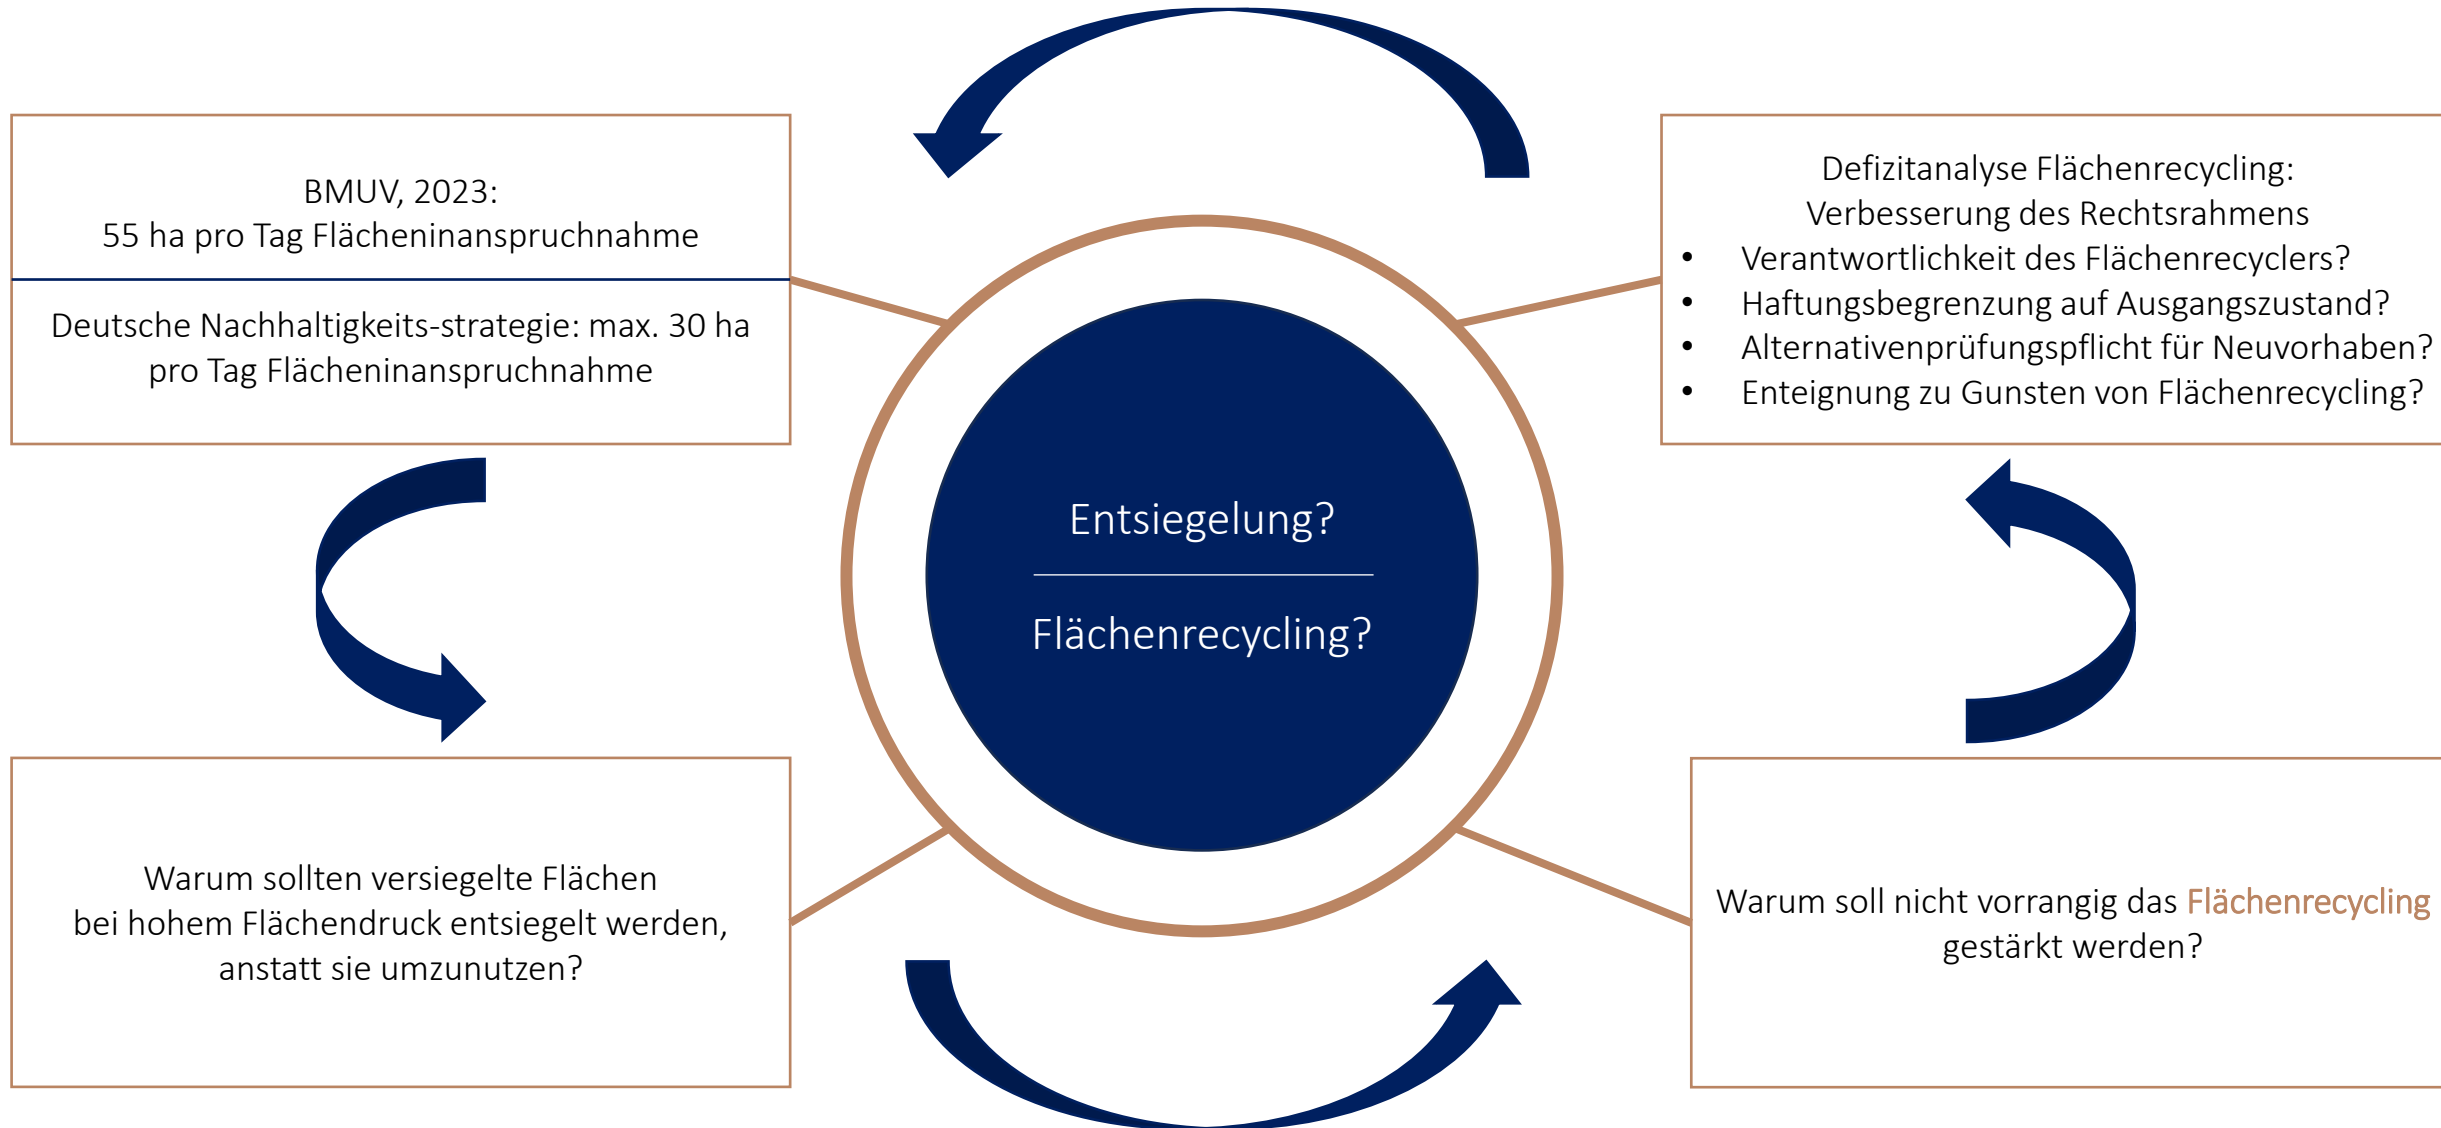 BMUV, 2023:
55 ha pro Tag Flächeninanspruchnahme
Deutsche Nachhaltigkeits-strategie: max. 30 ha
pro Tag Flächeninanspruchnahme
Defizitanalyse Flächenrecycling:
Verbesserung des Rechtsrahmens
• Verantwortlichkeit des Flächenrecyclers?
• Haftungsbegrenzung auf Ausgangszustand?
• Alternativenprüfungspflicht für Neuvorhaben?
• Enteignung zu Gunsten von Flächenrecycling?
Entsiegelung?
Flächenrecycling?
Warum sollten versiegelte Flächen
bei hohem Flächendruck entsiegelt werden,
anstatt sie umzunutzen?
Warum soll nicht vorrangig das Flächenrecycling
gestärkt werden?